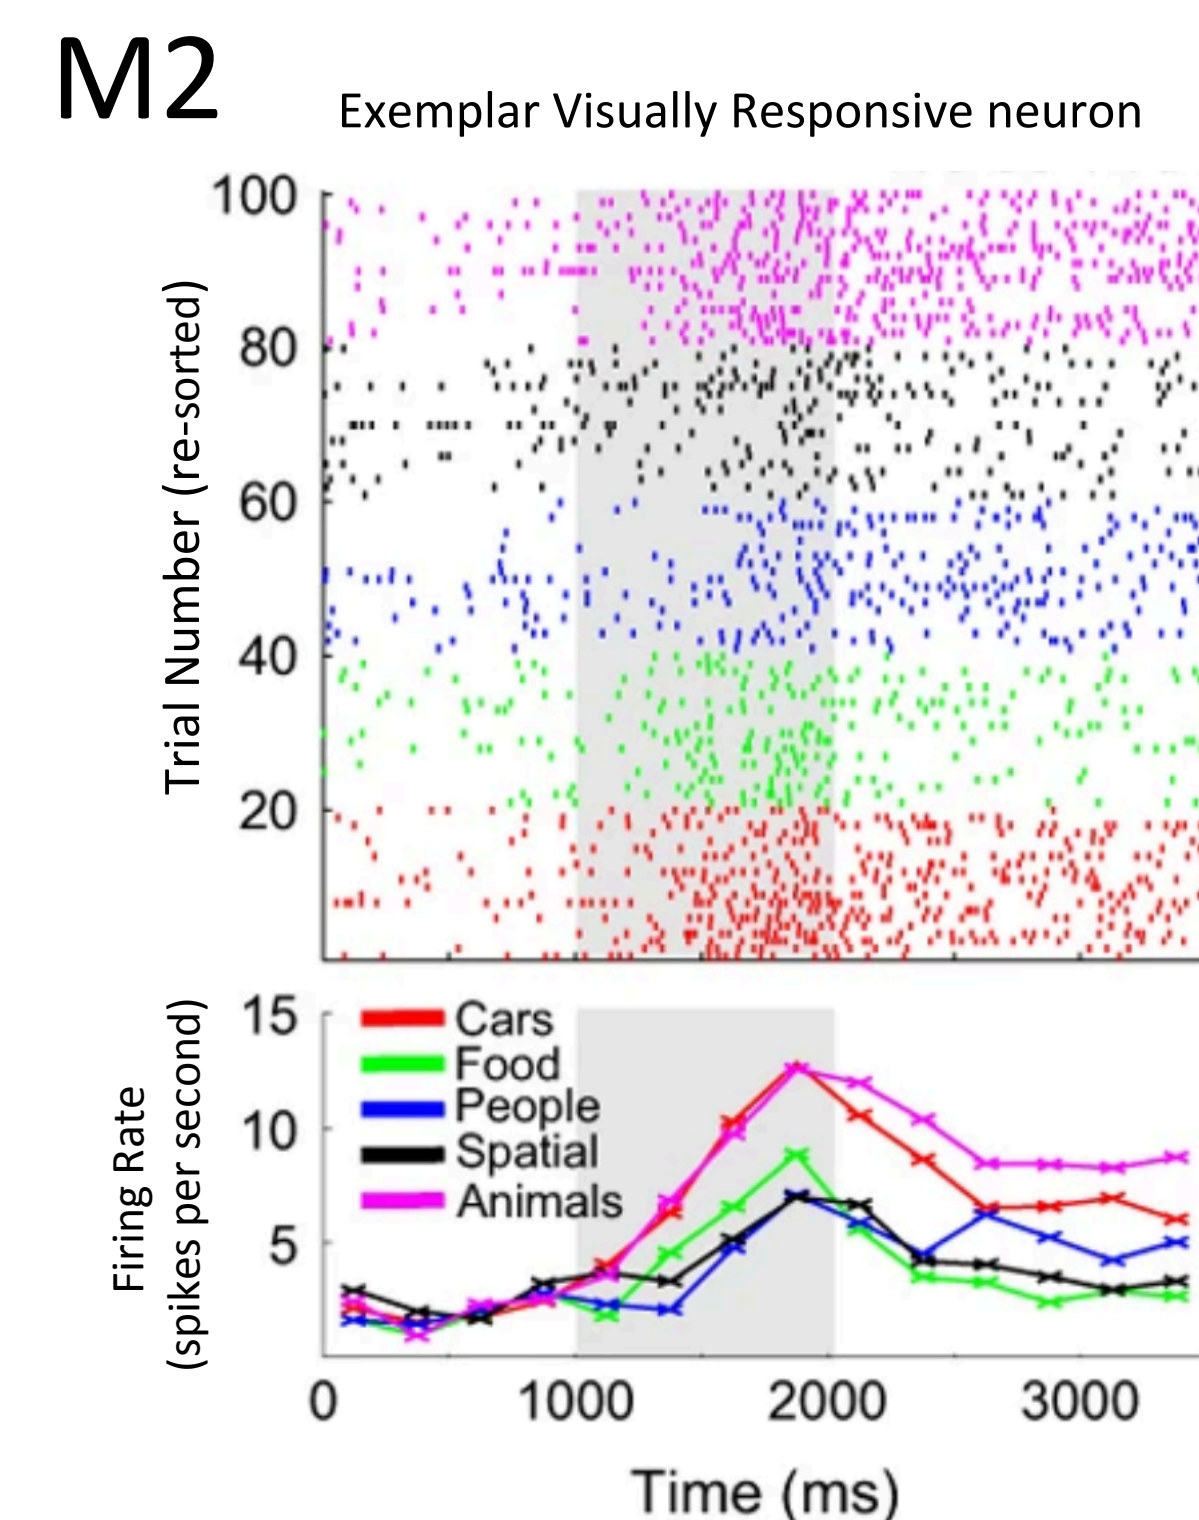 M2
Exemplar Visually Responsive neuron
Trial Number (re-sorted)
100
80
60
40
20
Firing Rate
(spikes per second)
15
10
5
Cars
Food
People
Spatial
Animals
0 1000 2000 3000
Time (ms)